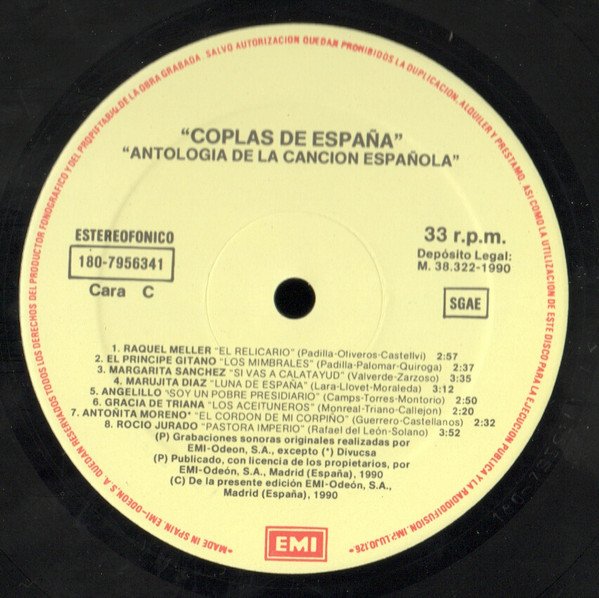 SALVO AUTORIZACION QUEDAN PROHIBIDOS LA DUPLICACION, ALQUILER Y PRESTAMO, ASI COMO LA UTILIZACION DE ESTE DISCO PARA LA EJECUCION PUBLICA Y LA RADIODIFUSION. IMP. LUJO, 126 •
• MADE IN SPAIN. EMI-ODEON, S.A. QUEDAN RESERVADOS TODOS LOS DERECHOS DEL PRODUCTOR FONOGRAFICO Y DEL PROPIETARIO DE LA OBRA GRABADA.
“COPLAS DE ESPAÑA”
“ANTOLOGIA DE LA CANCION ESPAÑOLA”
ESTEREOFONICO
180-7956341
Cara C
33 r.p.m.
Depósito Legal:
M. 38.322-1990
SGAE
1. RAQUEL MELLER “EL RELICARIO” (Padilla-Oliveros-Castellvi) 2:57
2. EL PRINCIPE GITANO “LOS MIMBRALES” (Padilla-Palomar-Quiroga) 2:46
3. MARGARITA SANCHEZ “SI VAS A CALATAYUD” (Valverde-Zarzoso) 3:35
4. MARUJITA DIAZ “LUNA DE ESPAÑA” (Lara-Llovet-Moraleda) 3:12
5. ANGELILLO “SOY UN POBRE PRESIDIARIO” (Camps-Torres-Montorio) 2:50
6. GRACIA DE TRIANA “LOS ACEITUNEROS” (Monreal-Triano-Callejon) 2:20
7. ANTOÑITA MORENO* “EL CORDON DE MI CORPIÑO” (Guerrero-Castellanos) 2:32
8. ROCIO JURADO “PASTORA IMPERIO” (Rafael del León-Solano) 3:52
(P) Grabaciones sonoras originales realizadas por
EMI-Odeon, S.A., excepto (*) Divucsa
(P) Publicado, con licencia de los propietarios, por
EMI-Odeón, S.A., Madrid (España), 1990
(C) De la presente edición EMI-Odeón, S.A.,
Madrid (España), 1990
EMI